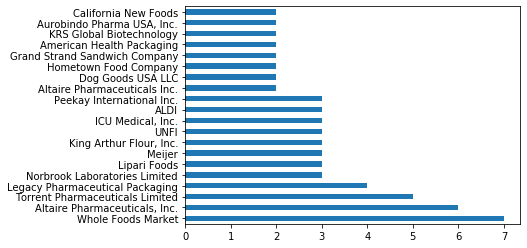 California New Foods
Aurobindo Pharma USA, Inc.
KRS Global Biotechnology
American Health Packaging
Grand Strand Sandwich Company
Hometown Food Company
Dog Goods USA LLC
Altaire Pharmaceuticals Inc.
Peekay International Inc.
ALDI
ICU Medical, Inc.
UNFI
King Arthur Flour, Inc.
Meijer
Lipari Foods
Norbrook Laboratories Limited
Legacy Pharmaceutical Packaging
Torrent Pharmaceuticals Limited
Altaire Pharmaceuticals, Inc.
Whole Foods Market
0 1 2 3 4 5 6 7